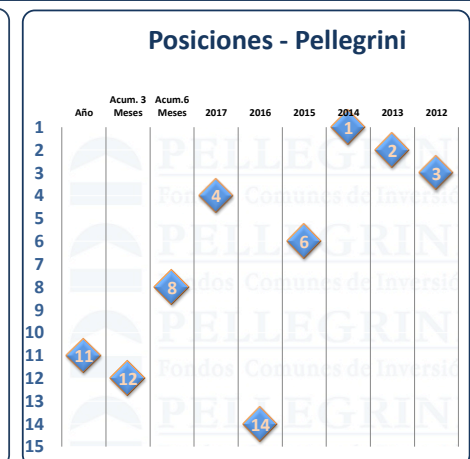 Posiciones - Pellegrini
Año Acum. 3 Meses Acum.6 Meses 2017 2016 2015 2014 2013 2012
1 1
2 2
3 3
4 4
5
6 6
7
8 8
9
10
11 11
12 12
13
14 14
15
PELLEGRIN
Fondos Comunes de Inversió
PELLEGRIN
Fondos Comunes de Inversió
PELLEGRIN
Fondos Comunes de Inversió
PELLEGRIN